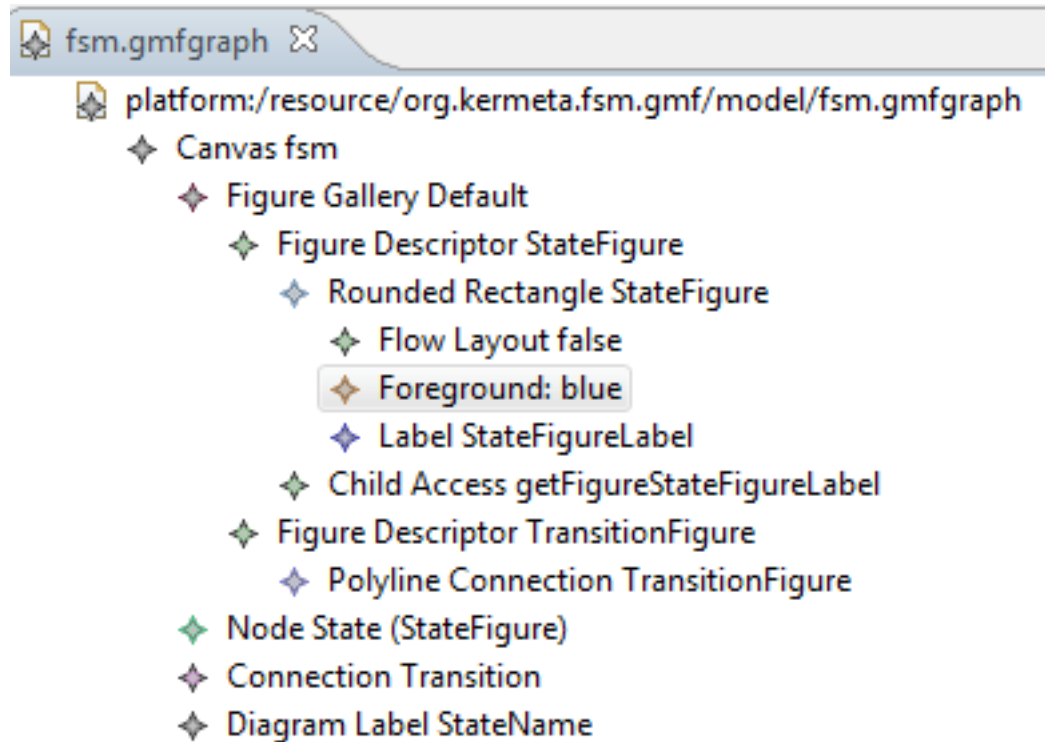 fsm.gmfgraph
platform:/resource/org.kermeta.fsm.gmf/model/fsm.gmfgraph
Canvas fsm
Figure Gallery Default
Figure Descriptor StateFigure
Rounded Rectangle StateFigure
Flow Layout false
Foreground: blue
Label StateFigureLabel
Child Access getFigureStateFigureLabel
Figure Descriptor TransitionFigure
Polyline Connection TransitionFigure
Node State (StateFigure)
Connection Transition
Diagram Label StateName